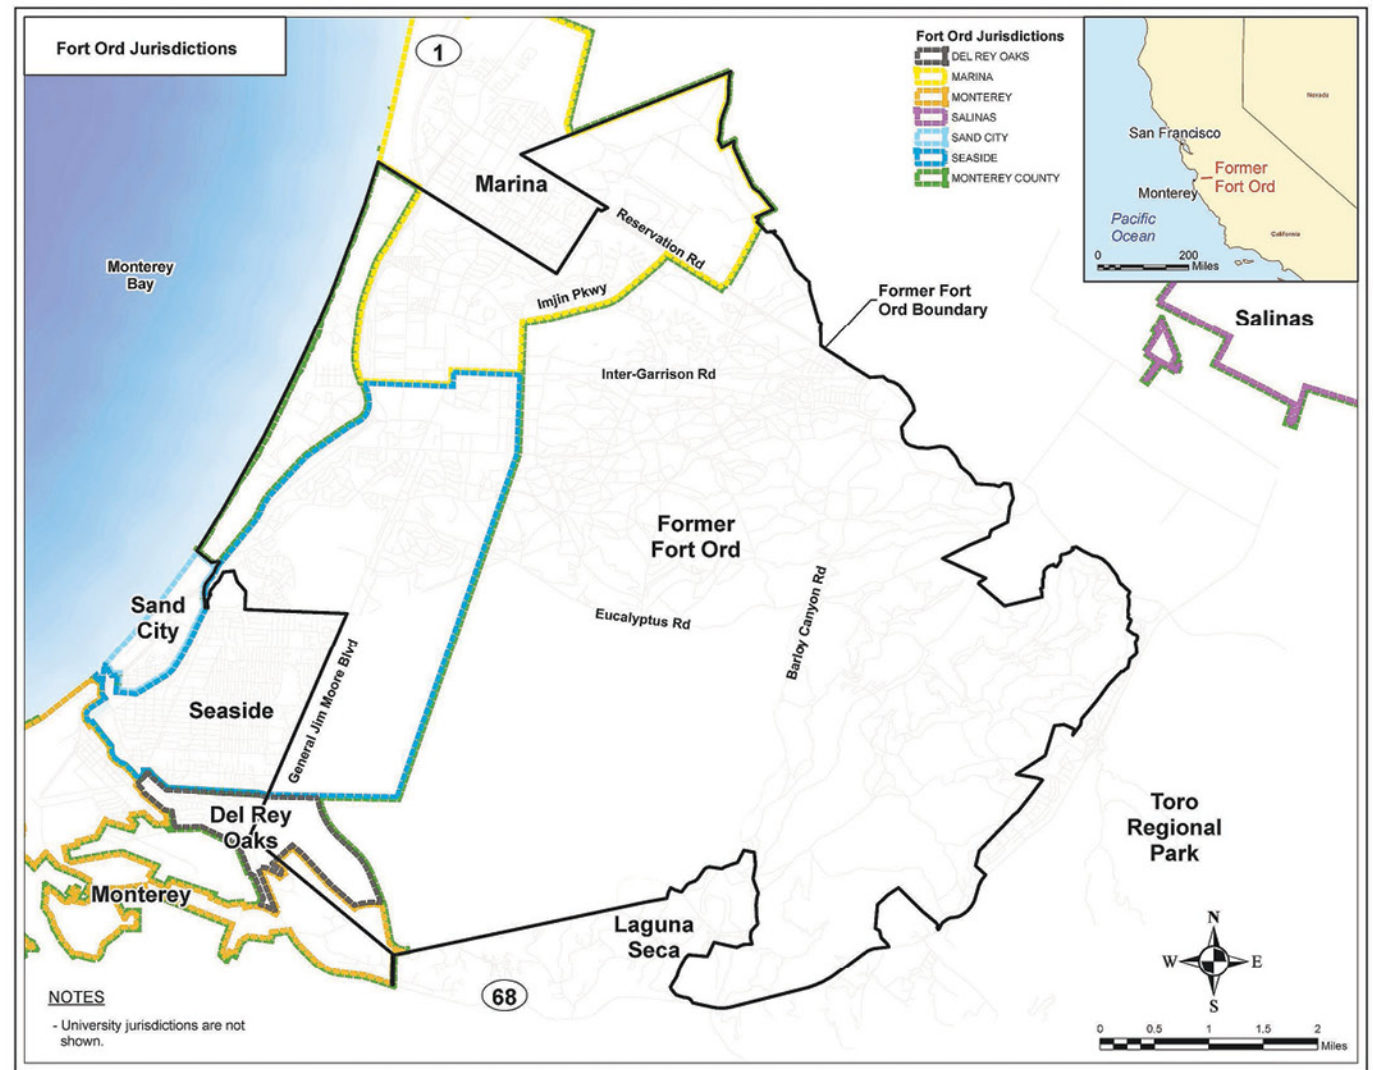 Fort Ord Jurisdictions
1
Fort Ord Jurisdictions
DEL REY OAKS
MARINA
MONTEREY
SALINAS
SAND CITY
SEASIDE
MONTEREY COUNTY
Nevada
San Francisco
Former
Fort Ord
Monterey
Pacific
Ocean
California
0 200
Miles
Marina
Reservation Rd
Monterey
Bay
Imjin Pkwy
Former Fort
Ord Boundary
Salinas
Inter-Garrison Rd
Former
Fort Ord
Sand
City
Eucalyptus Rd
Barloy Canyon Rd
General Jim Moore Blvd
Seaside
Del Rey
Oaks
Toro
Regional
Park
Monterey
Laguna
Seca
68
N
W E
S
NOTES
- University jurisdictions are not
shown.
0 0.5 1 1.5 2
Miles